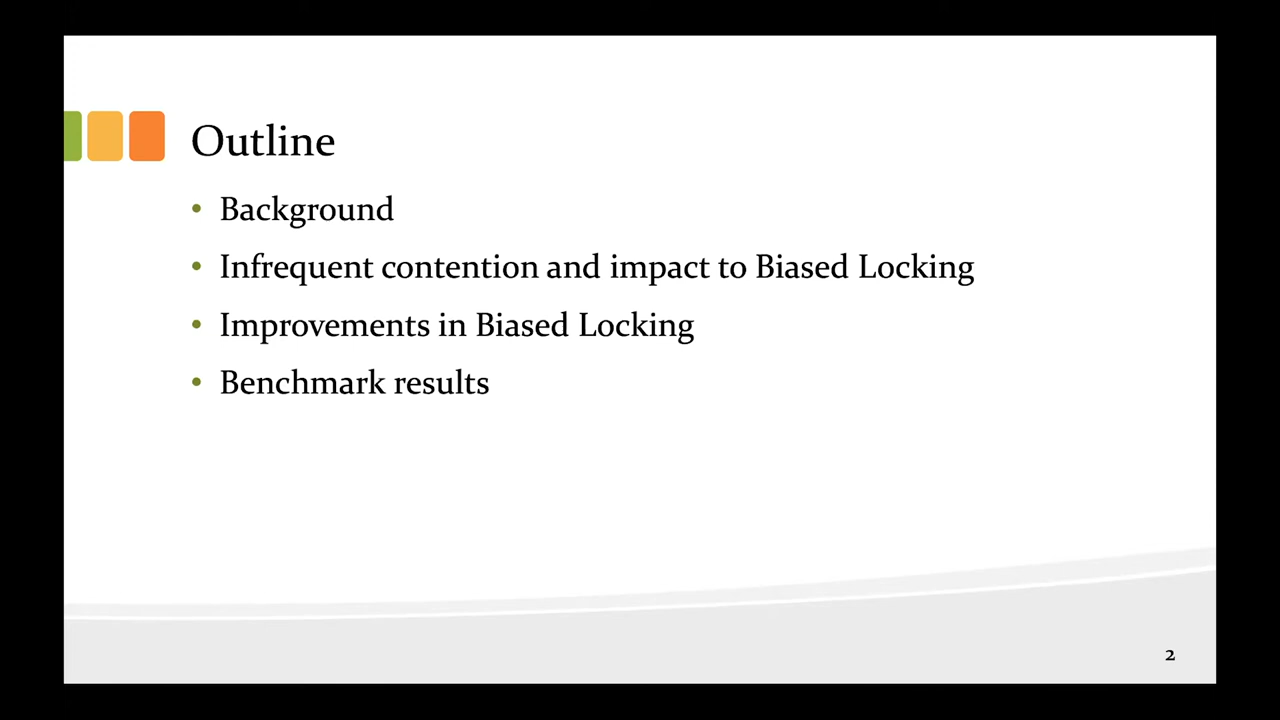 Outline
• Background
• Infrequent contention and impact to Biased Locking
• Improvements in Biased Locking
• Benchmark results
2